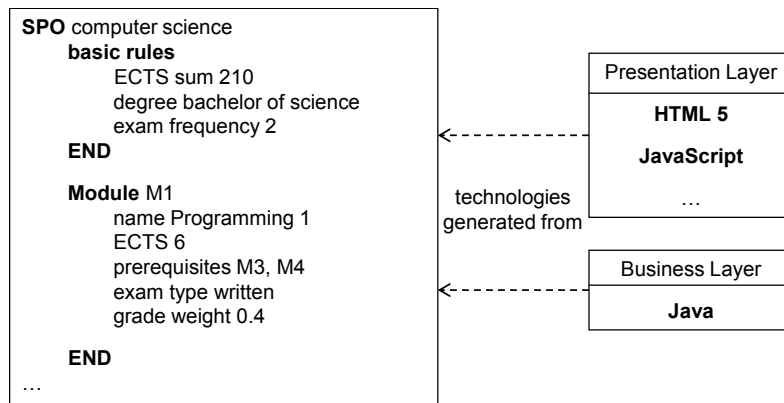 SPO computer science
basic rules
ECTS sum 210
degree bachelor of science
exam frequency 2
END
Module M1
name Programming 1
ECTS 6
prerequisites M3, M4
exam type written
grade weight 0.4
END
…
technologies
generated from
Presentation Layer
HTML 5
JavaScript
…
Business Layer
Java